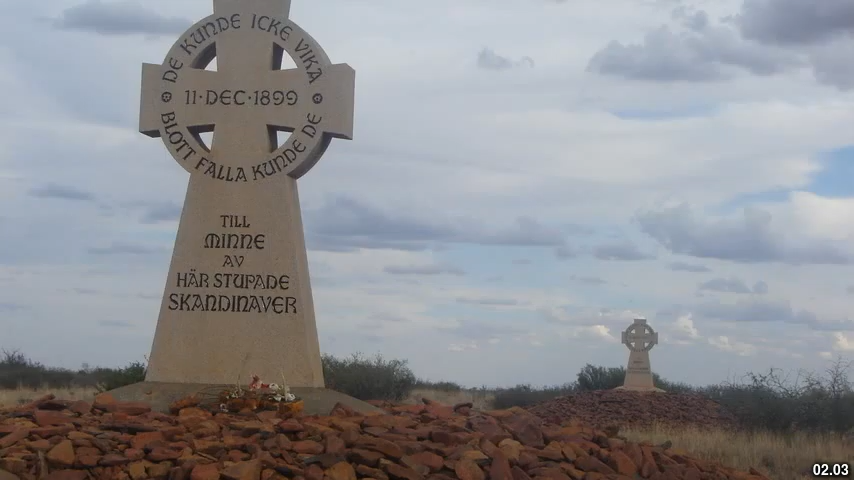 DE KUNDE ICKE VIKA
11·DEC·1899
BLOTT FALLA KUNDE DE
TILL
MINNE
AV
HÄR STUPADE
SKANDINAVER
02.03